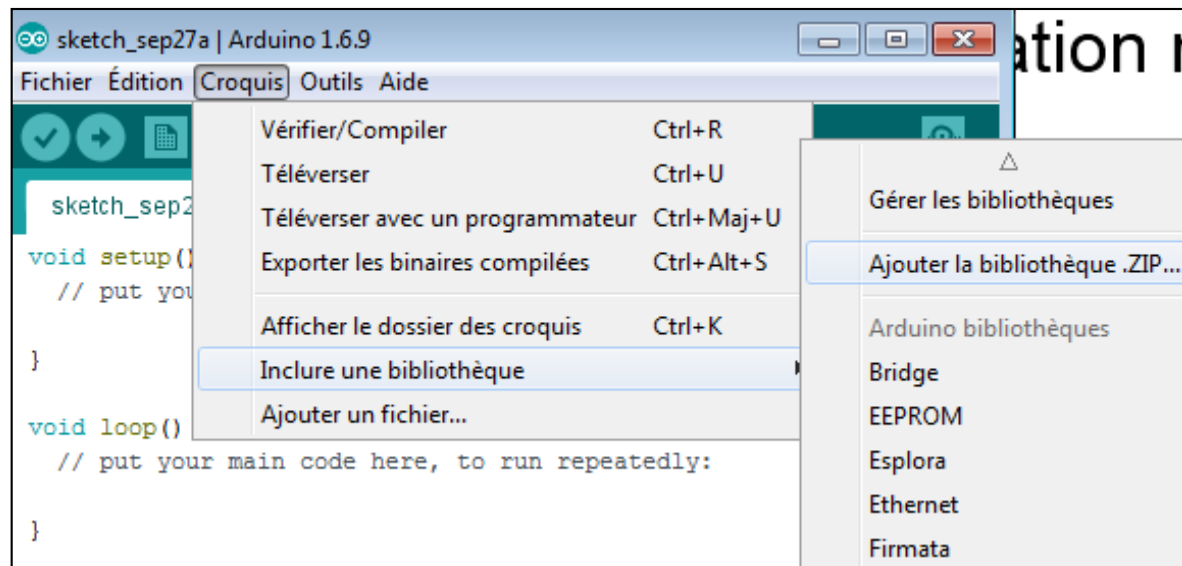 sketch_sep27a | Arduino 1.6.9
ation
Fichier Édition Croquis Outils Aide
Vérifier/Compiler Ctrl+R
Téléverser Ctrl+U
Téléverser avec un programmateur Ctrl+Maj+U
Exporter les binaires compilées Ctrl+Alt+S
Afficher le dossier des croquis Ctrl+K
Inclure une bibliothèque
Ajouter un fichier...
Gérer les bibliothèques
Ajouter la bibliothèque .ZIP...
Arduino bibliothèques
Bridge
EEPROM
Esplora
Ethernet
Firmata
sketch_sep2
void setup()
// put you
}
void loop()
// put your main code here, to run repeatedly:
}